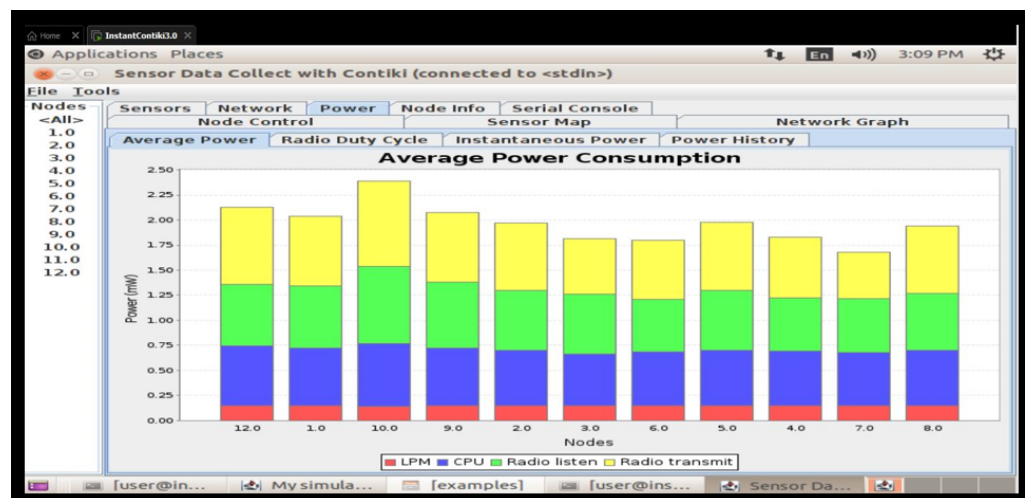 Home X InstantContiki3.0 X
Applications Places En 3:09 PM
Sensor Data Collect with Contiki (connected to <stdin>)
File Tools
Nodes
<All>
1.0
2.0
3.0
4.0
5.0
6.0
7.0
8.0
9.0
10.0
11.0
12.0
Sensors Network Power Node Info Serial Console
Node Control Sensor Map Network Graph
Average Power Radio Duty Cycle Instantaneous Power Power History
Average Power Consumption
Power (mW)
2.50
2.25
2.00
1.75
1.50
1.25
1.00
0.75
0.50
0.25
0.00
12.0 1.0 10.0 9.0 2.0 3.0 6.0 5.0 4.0 7.0 8.0
Nodes
LPM CPU Radio listen Radio transmit
[user@in... My simula... [examples] [user@ins... Sensor Da...